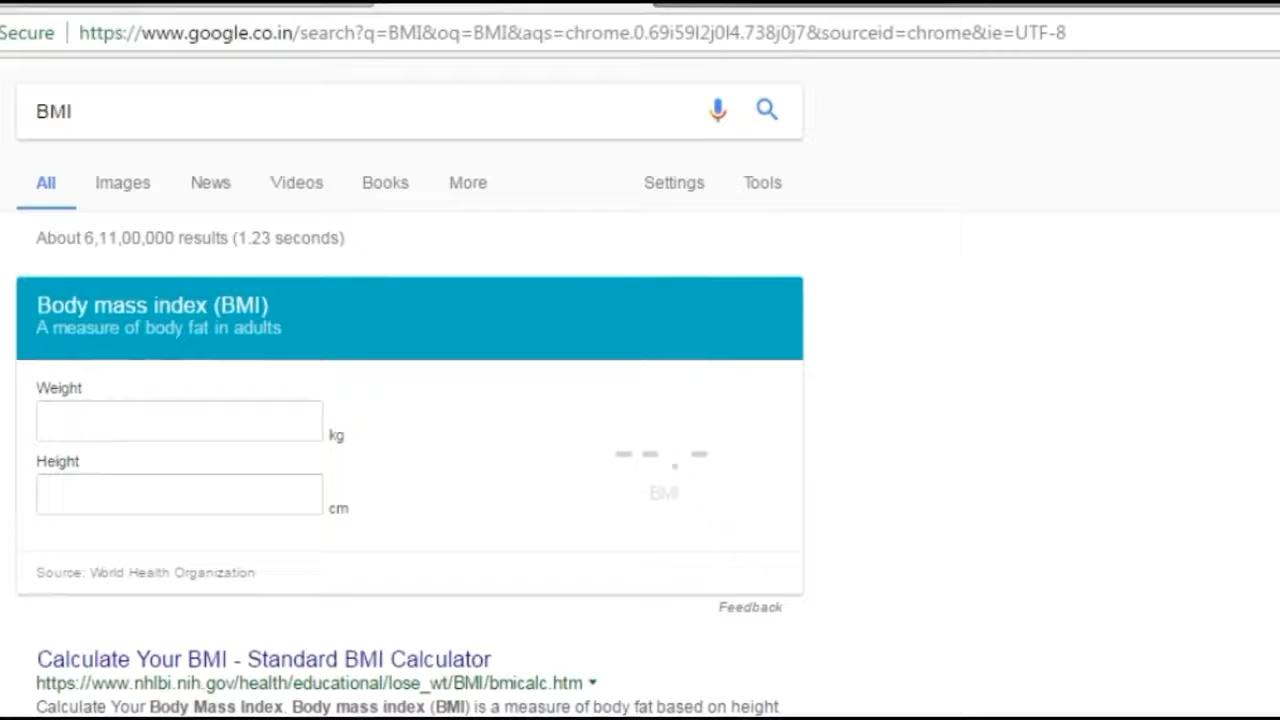 Secure https://www.google.co.in/search?q=BMI&oq=BMI&aqs=chrome.0.69i59l2j0l4.738j0j7&sourceid=chrome&ie=UTF-8
BMI
All Images News Videos Books More Settings Tools
About 6,11,00,000 results (1.23 seconds)
Body mass index (BMI)
A measure of body fat in adults
Weight
kg
Height
cm
--.-
BMI
Source: World Health Organization
Feedback
Calculate Your BMI - Standard BMI Calculator
https://www.nhlbi.nih.gov/health/educational/lose_wt/BMI/bmicalc.htm
Calculate Your Body Mass Index. Body mass index (BMI) is a measure of body fat based on height